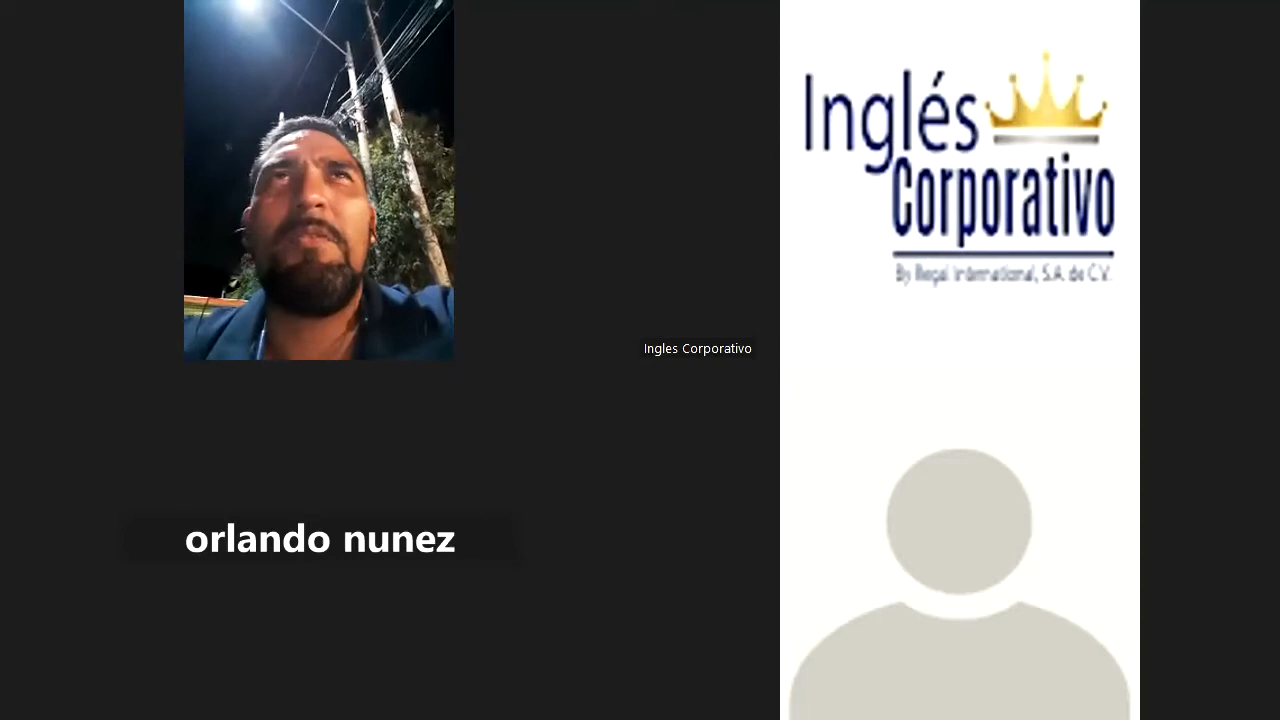 Inglés
Corporativo
By Regal International, S.A. de C.V.
Ingles Corporativo
orlando nunez